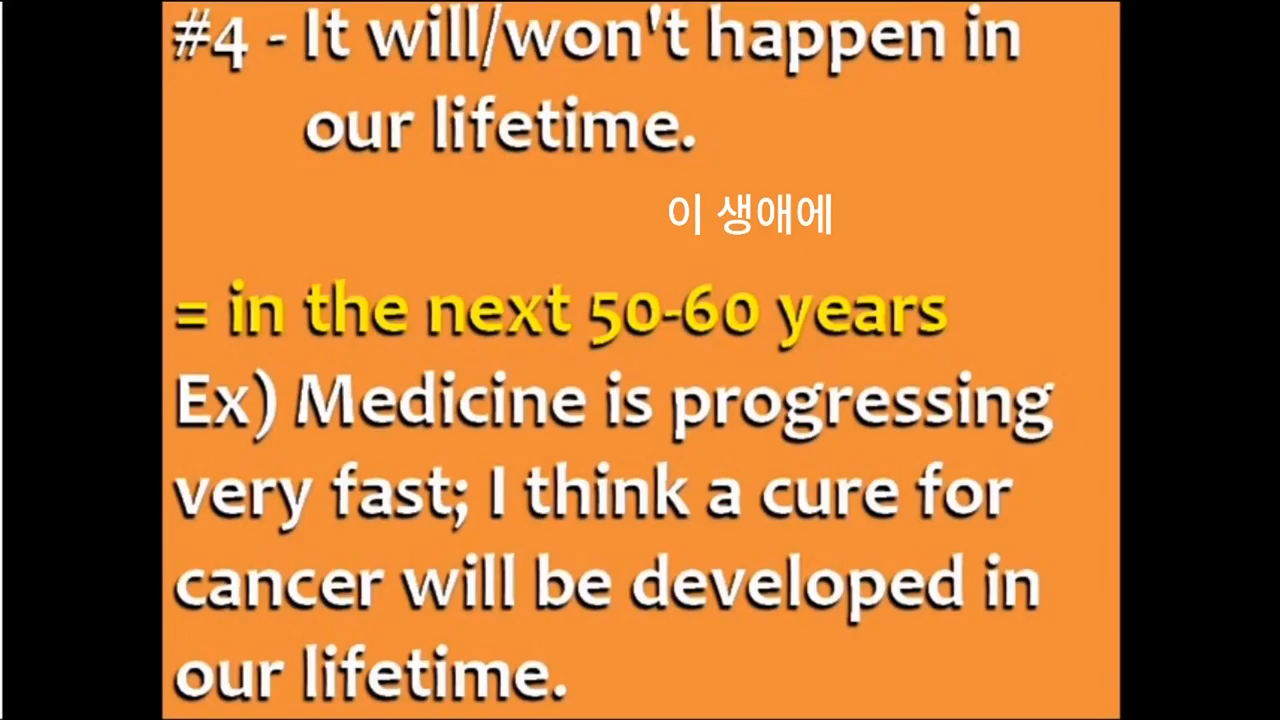 #4 - It will/won't happen in
our lifetime.
이 생애에
= in the next 50-60 years
Ex) Medicine is progressing
very fast; I think a cure for
cancer will be developed in
our lifetime.